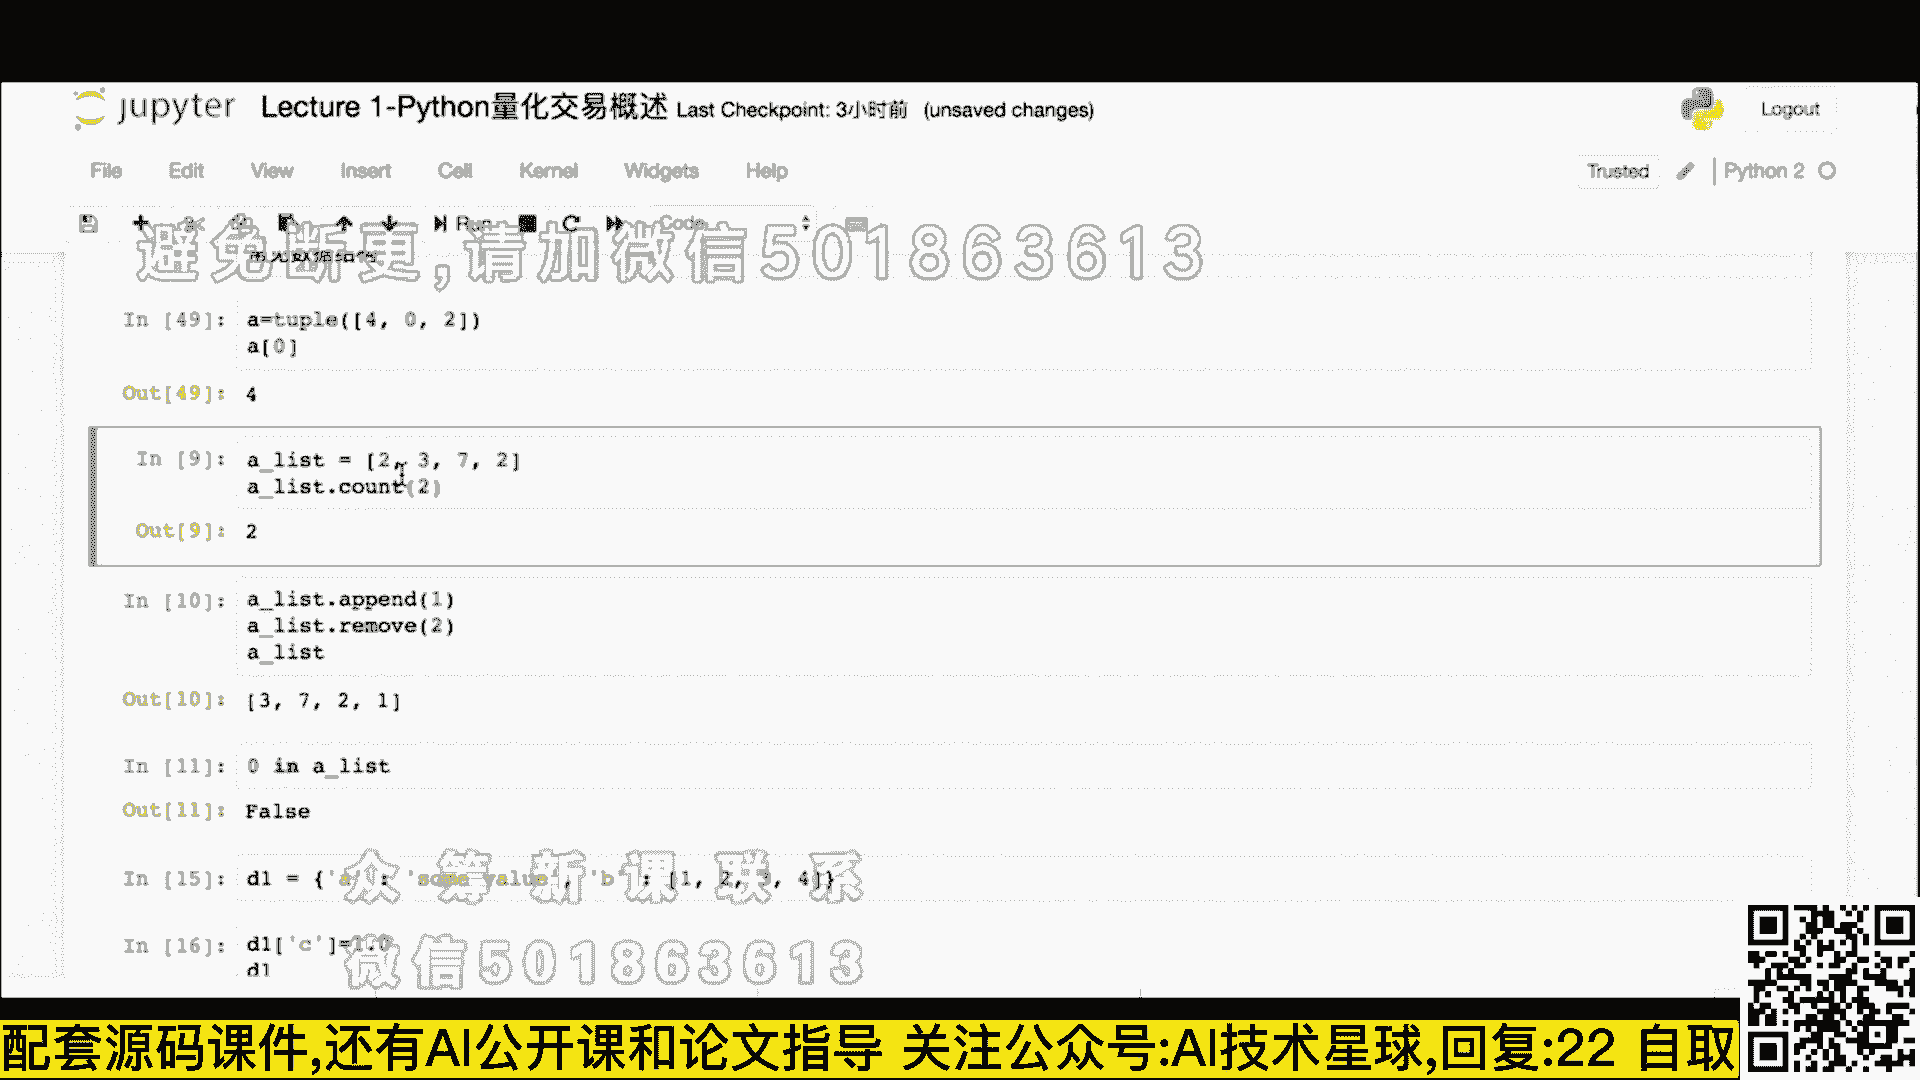 jupyter Lecture 1-Python量化交易概述 Last Checkpoint: 3小时前 (unsaved changes) Logout
File Edit View Insert Cell Kernel Widgets Help Trusted Python 2
Run Code
避免断更,请加微信501863613
In [49]: a=tuple([4, 0, 2])
a[0]
Out[49]: 4
In [9]: a_list = [2, 3, 7, 2]
a_list.count(2)
Out[9]: 2
In [10]: a_list.append(1)
a_list.remove(2)
a_list
Out[10]: [3, 7, 2, 1]
In [11]: 0 in a_list
Out[11]: False
In [15]: d1 = {'a' : 'some value', 'b' : [1, 2, 3, 4]}
众筹新课联系
In [16]: d1['c']=1.0
d1
微信501863613
配套源码课件,还有AI公开课和论文指导 关注公众号:AI技术星球,回复:22 自取